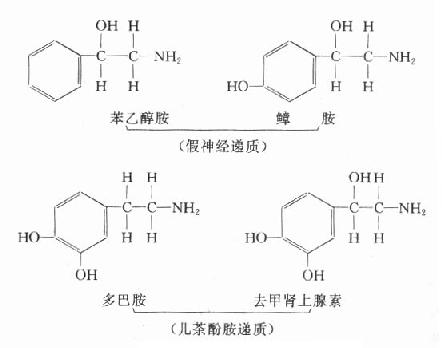 OH H
C C NH₂
H H
OH H
HO C C NH₂
H H
苯乙醇胺 鱆 胺
(假神经递质)
H H
C C NH₂
HO H H
OH
OH H
C C NH₂
HO H H
OH
多巴胺 去甲肾上腺素
(儿茶酚胺递质)